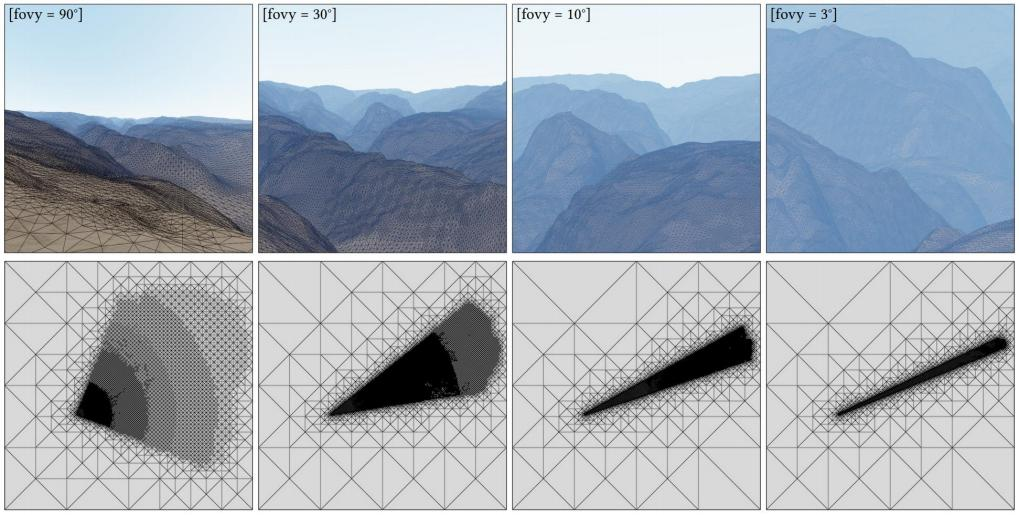 [fovy = 90°]
[fovy = 30°]
[fovy = 10°]
[fovy = 3°]